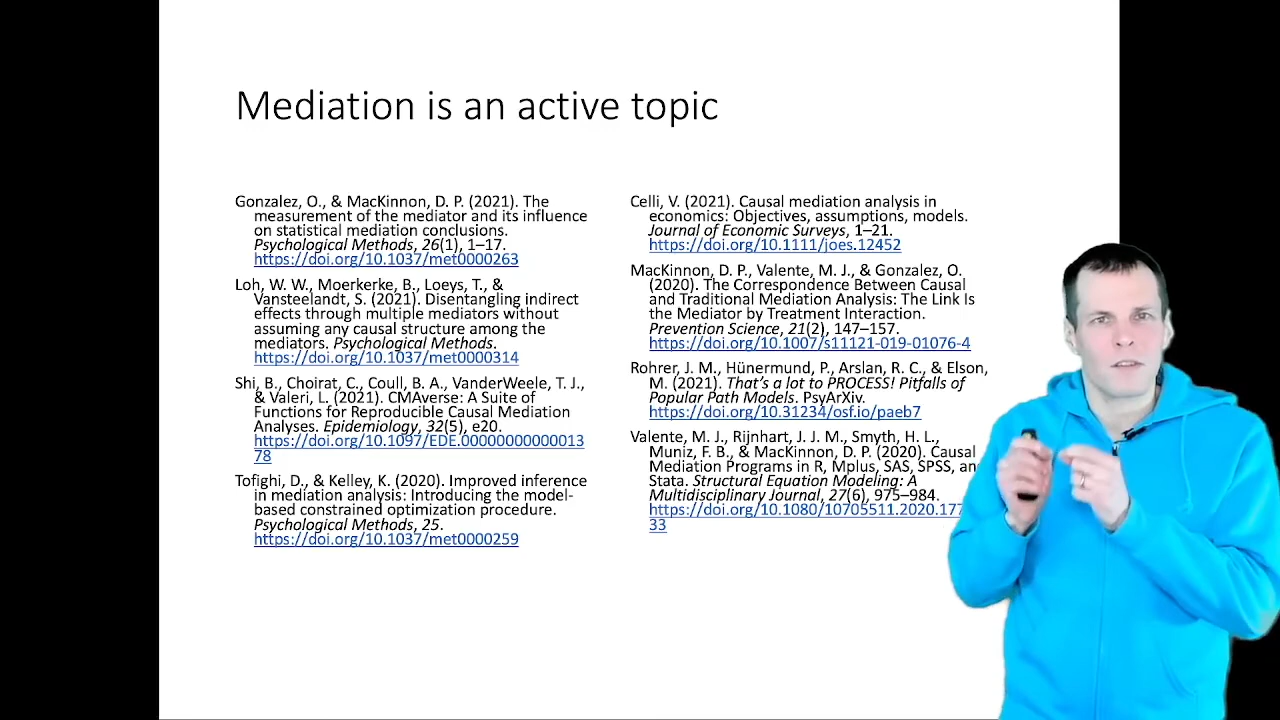 Mediation is an active topic
Gonzalez, O., & MacKinnon, D. P. (2021). The
measurement of the mediator and its influence
on statistical mediation conclusions.
Psychological Methods, 26(1), 1–17.
https://doi.org/10.1037/met0000263
Loh, W. W., Moerkerke, B., Loeys, T., &
Vansteelandt, S. (2021). Disentangling indirect
effects through multiple mediators without
assuming any causal structure among the
mediators. Psychological Methods.
https://doi.org/10.1037/met0000314
Shi, B., Choirat, C., Coull, B. A., VanderWeele, T. J.,
& Valeri, L. (2021). CMAverse: A Suite of
Functions for Reproducible Causal Mediation
Analyses. Epidemiology, 32(5), e20.
https://doi.org/10.1097/EDE.00000000000013
78
Tofighi, D., & Kelley, K. (2020). Improved inference
in mediation analysis: Introducing the model-
based constrained optimization procedure.
Psychological Methods, 25.
https://doi.org/10.1037/met0000259
Celli, V. (2021). Causal mediation analysis in
economics: Objectives, assumptions, models.
Journal of Economic Surveys, 1–21.
https://doi.org/10.1111/joes.12452
MacKinnon, D. P., Valente, M. J., & Gonzalez, O.
(2020). The Correspondence Between Causal
and Traditional Mediation Analysis: The Link Is
the Mediator by Treatment Interaction.
Prevention Science, 21(2), 147–157.
https://doi.org/10.1007/s11121-019-01076-4
Rohrer, J. M., Hünermund, P., Arslan, R. C., & Elson,
M. (2021). That's a lot to PROCESS! Pitfalls of
Popular Path Models. PsyArXiv.
https://doi.org/10.31234/osf.io/paeb7
Valente, M. J., Rijnhart, J. J. M., Smyth, H. L.,
Muniz, F. B., & MacKinnon, D. P. (2020). Causal
Mediation Programs in R, Mplus, SAS, SPSS, an
Stata. Structural Equation Modeling: A
Multidisciplinary Journal, 27(6), 975–984.
https://doi.org/10.1080/10705511.2020.177
33